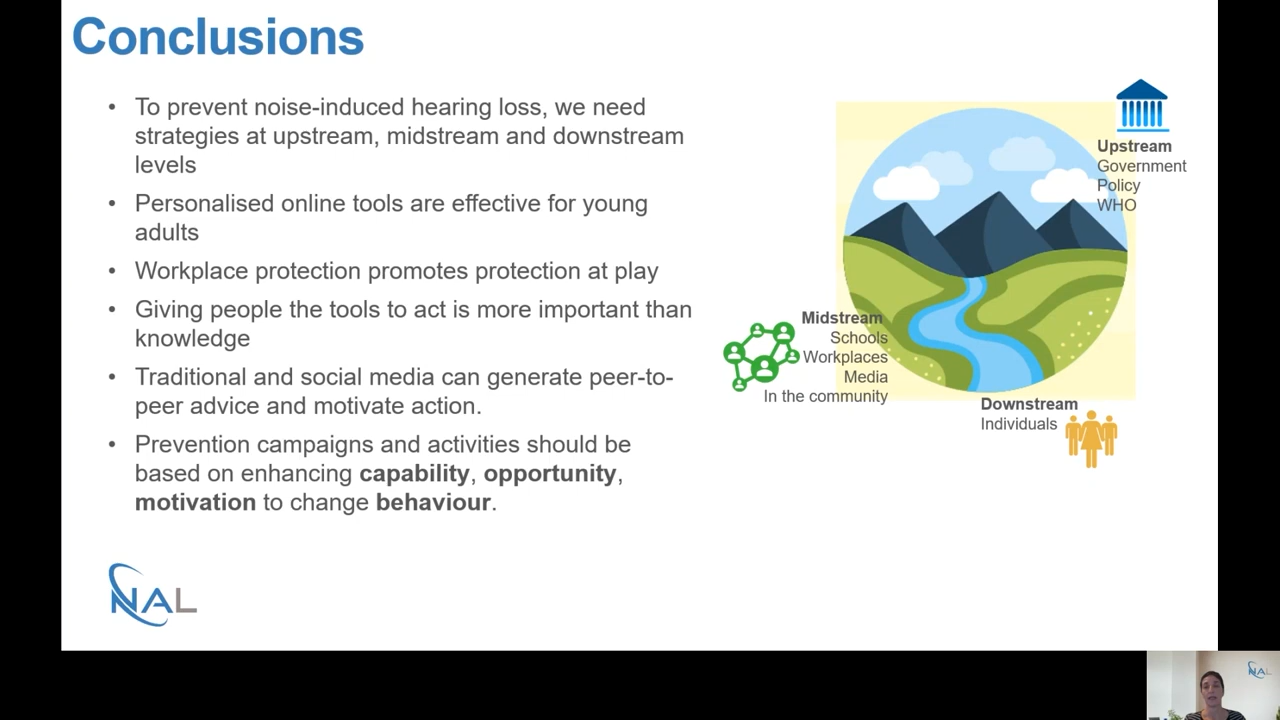 Conclusions
• To prevent noise-induced hearing loss, we need
strategies at upstream, midstream and downstream
levels
• Personalised online tools are effective for young
adults
• Workplace protection promotes protection at play
• Giving people the tools to act is more important than
knowledge
• Traditional and social media can generate peer-to-
peer advice and motivate action.
• Prevention campaigns and activities should be
based on enhancing capability, opportunity,
motivation to change behaviour.
Upstream
Government
Policy
WHO
Midstream
Schools
Workplaces
Media
In the community
Downstream
Individuals
NAL
NAL